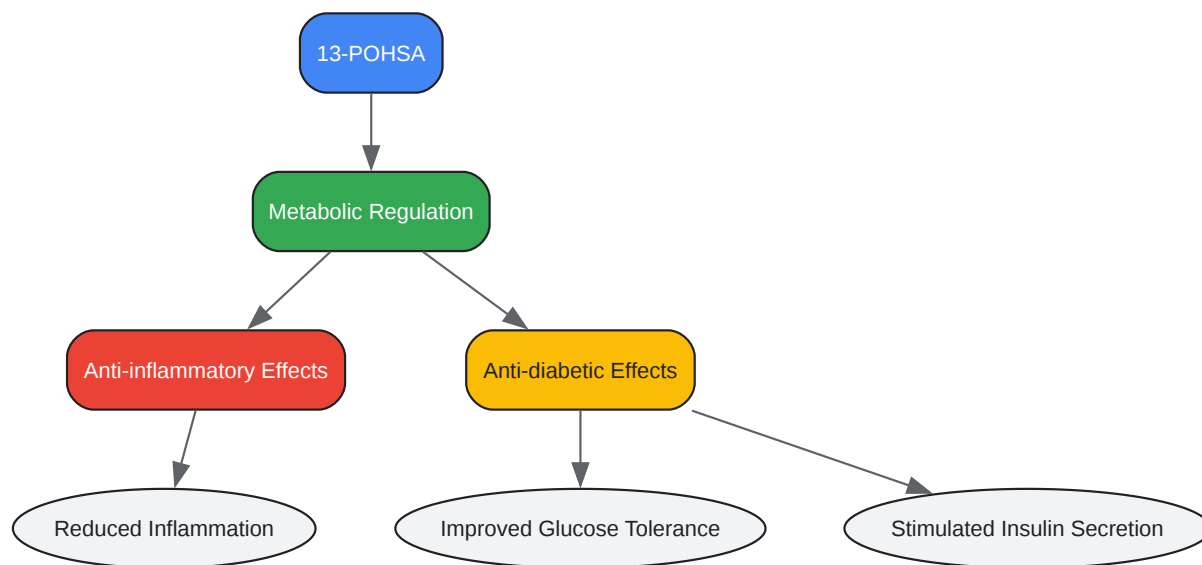 13-POHSA
Metabolic Regulation
Anti-inflammatory Effects
Anti-diabetic Effects
Reduced Inflammation
Improved Glucose Tolerance
Stimulated Insulin Secretion